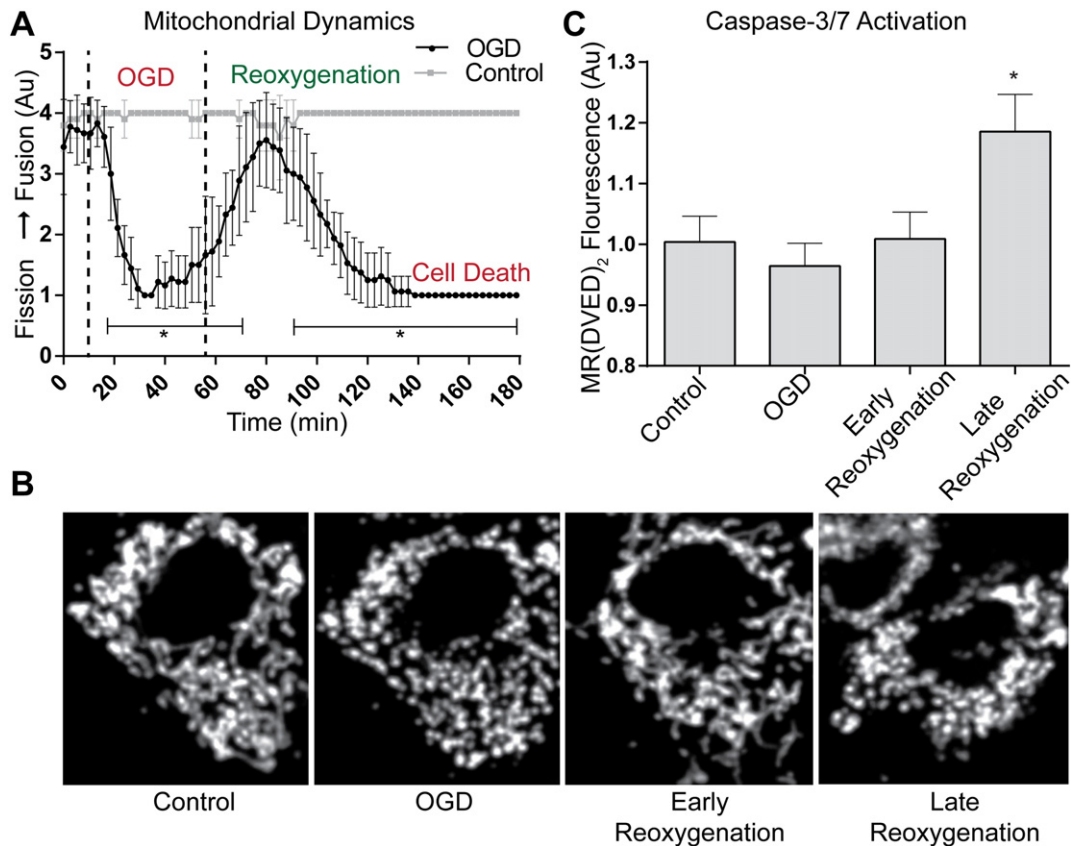 A
Mitochondrial Dynamics
OGD
Control
OGD
Reoxygenation
Fission → Fusion (Au)
5
4
3
2
1
0
*
*
Cell Death
0
20
40
60
80
100
120
140
160
180
Time (min)
C
Caspase-3/7 Activation
MR(DVED)2 Flourescence (Au)
1.3
1.2
1.1
1.0
0.9
0.8
*
Control
OGD
Early
Reoxygenation
Late
Reoxygenation
B
Control
OGD
Early
Reoxygenation
Late
Reoxygenation